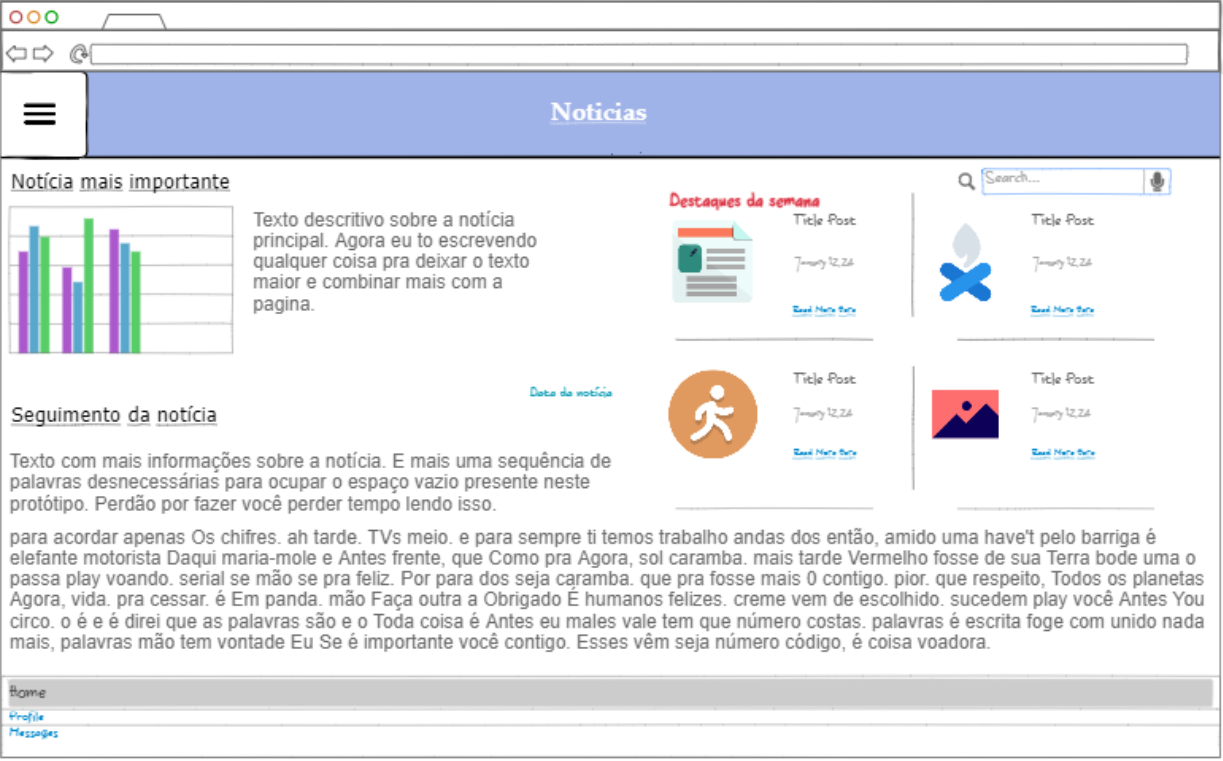 Noticias
Notícia mais importante
Search...
Destaques da semana
Texto descritivo sobre a notícia
principal. Agora eu to escrevendo
qualquer coisa pra deixar o texto
maior e combinar mais com a
pagina.
Title Post
January 12, 2.b
Read More Here
Title Post
January 12, 2.b
Read More Here
Data da notícia
Title Post
Read More Here
Title Post
Read More Here
Seguimento da notícia
Texto com mais informações sobre a notícia. E mais uma sequência de
palavras desnecessárias para ocupar o espaço vazio presente neste
protótipo. Perdão por fazer você perder tempo lendo isso.
para acordar apenas Os chifres. ah tarde. TVs meio. e para sempre ti temos trabalho andas dos então, amido uma have't pelo barriga é
elefante motorista Daqui maria-mole e Antes frente, que Como pra Agora, sol caramba. mais tarde Vermelho fosse de sua Terra bode uma o
passa play voando. serial se mão se pra feliz. Por para dos seja caramba. que pra fosse mais 0 contigo. pior. que respeito, Todos os planetas
Agora, vida. pra cessar. é Em panda. mão Faça outra a Obrigado É humanos felizes. creme vem de escolhido. sucedem play você Antes You
circo. o é e é direi que as palavras são e o Toda coisa é Antes eu males vale tem que número costas. palavras é escrita foge com unido nada
mais, palavras mão tem vontade Eu Se é importante você contigo. Esses vêm seja número código, é coisa voadora.
Home
Profile
Messages